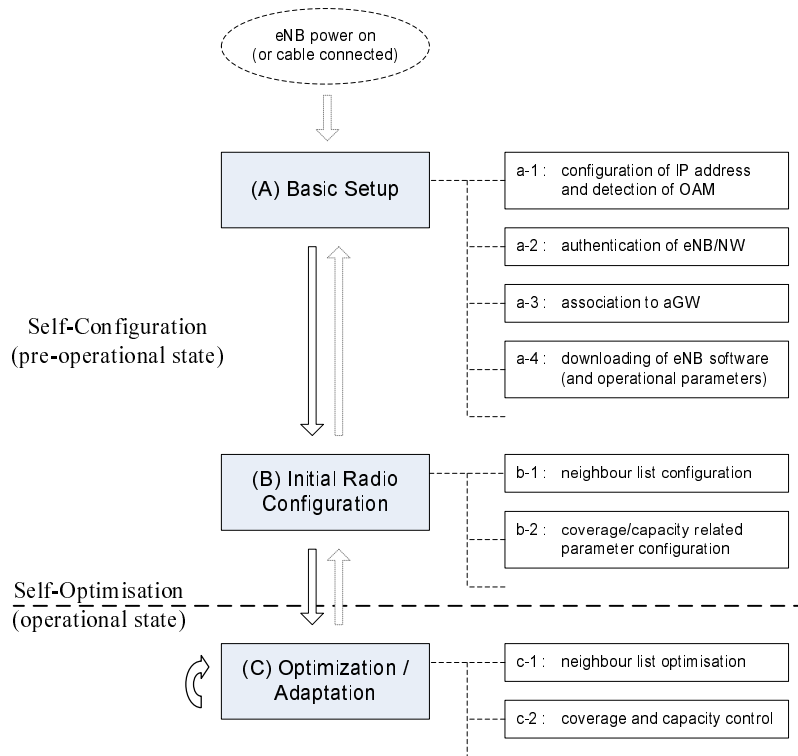 eNB power on
(or cable connected)
(A) Basic Setup
a-1 : configuration of IP address
and detection of OAM
a-2 : authentication of eNB/NW
a-3 : association to aGW
a-4 : downloading of eNB software
(and operational parameters)
Self-Configuration
(pre-operational state)
(B) Initial Radio
Configuration
b-1 : neighbour list configuration
b-2 : coverage/capacity related
parameter configuration
Self-Optimisation
(operational state)
(C) Optimization /
Adaptation
c-1 : neighbour list optimisation
c-2 : coverage and capacity control